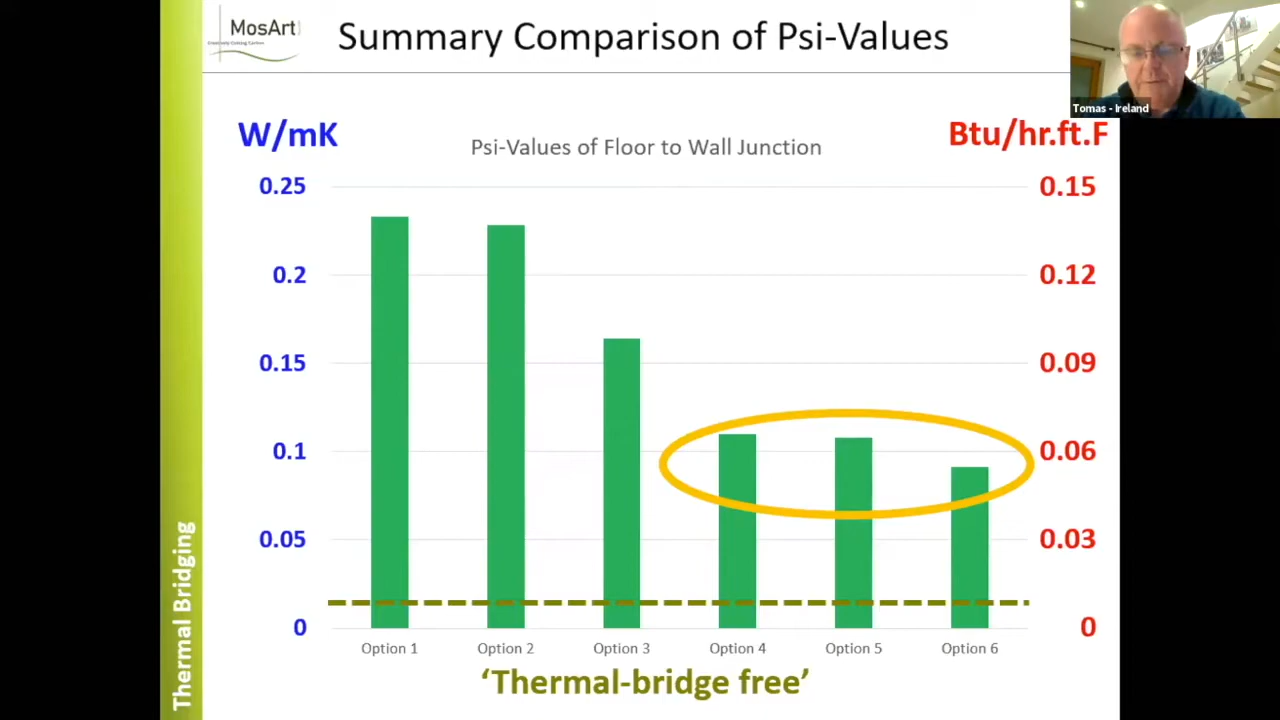 MosArt
Summary Comparison of Psi-Values
Tomas - Ireland
W/mK
Psi-Values of Floor to Wall Junction
Btu/hr.ft.F
0.25
0.15
0.2
0.12
0.15
0.09
0.1
0.06
0.05
0.03
0
0
Option 1 Option 2 Option 3 Option 4 Option 5 Option 6
‘Thermal-bridge free’
Thermal Bridging